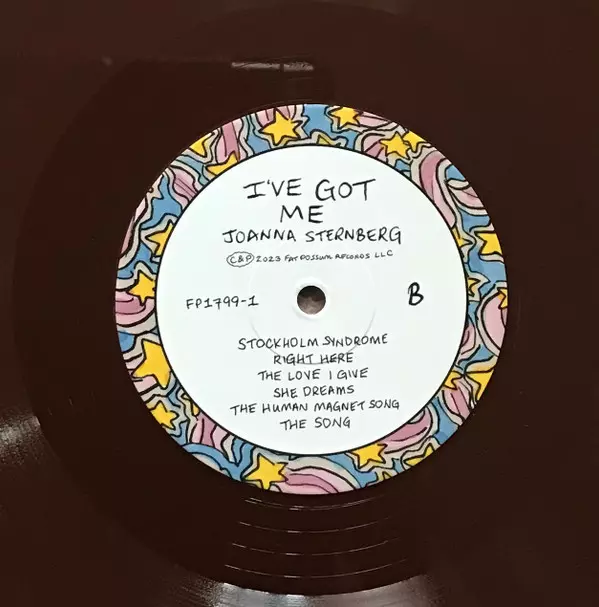 I'VE GOT
ME
JOANNA STERNBERG
C&P 2023 FAT POSSUM RECORDS LLC
FP1799-1 B
STOCKHOLM SYNDROME
RIGHT HERE
THE LOVE I GIVE
SHE DREAMS
THE HUMAN MAGNET SONG
THE SONG